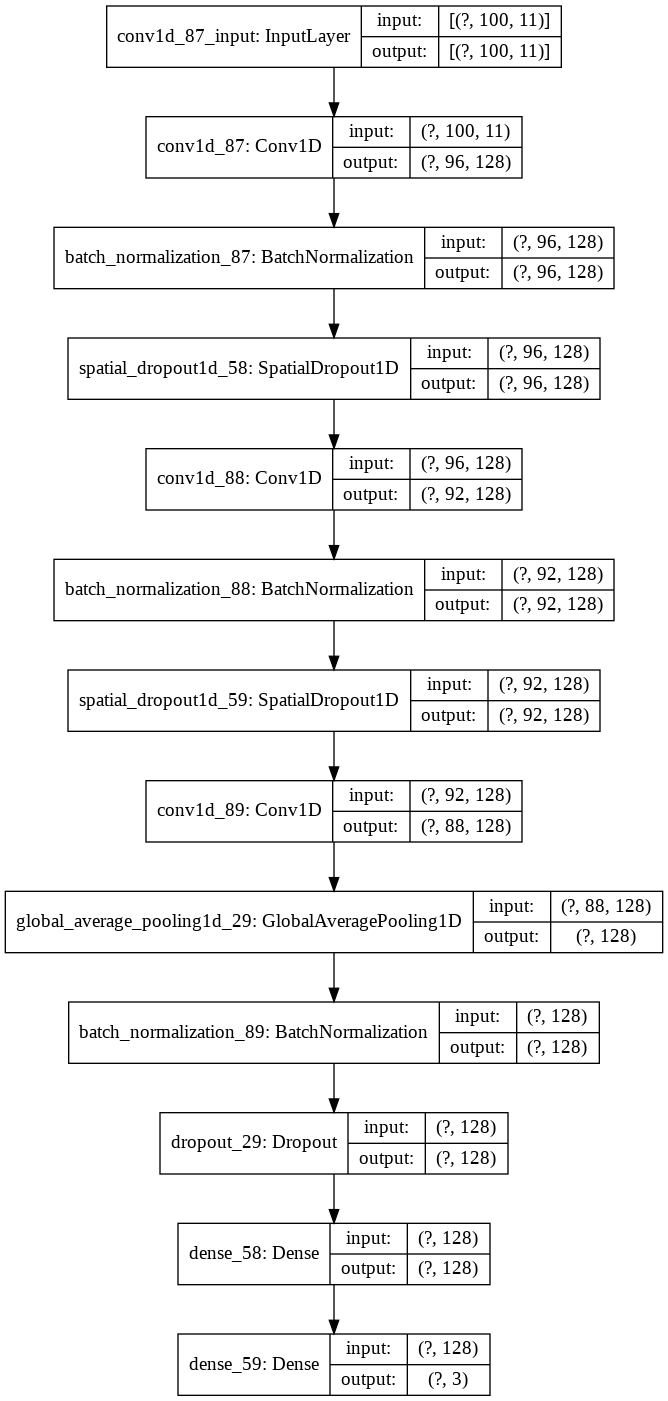 conv1d_87_input: InputLayer
input: [(?, 100, 11)]
output: [(?, 100, 11)]
conv1d_87: Conv1D
input: (?, 100, 11)
output: (?, 96, 128)
batch_normalization_87: BatchNormalization
input: (?, 96, 128)
output: (?, 96, 128)
spatial_dropout1d_58: SpatialDropout1D
input: (?, 96, 128)
output: (?, 96, 128)
conv1d_88: Conv1D
input: (?, 96, 128)
output: (?, 92, 128)
batch_normalization_88: BatchNormalization
input: (?, 92, 128)
output: (?, 92, 128)
spatial_dropout1d_59: SpatialDropout1D
input: (?, 92, 128)
output: (?, 92, 128)
conv1d_89: Conv1D
input: (?, 92, 128)
output: (?, 88, 128)
global_average_pooling1d_29: GlobalAveragePooling1D
input: (?, 88, 128)
output: (?, 128)
batch_normalization_89: BatchNormalization
input: (?, 128)
output: (?, 128)
dropout_29: Dropout
input: (?, 128)
output: (?, 128)
dense_58: Dense
input: (?, 128)
output: (?, 128)
dense_59: Dense
input: (?, 128)
output: (?, 3)